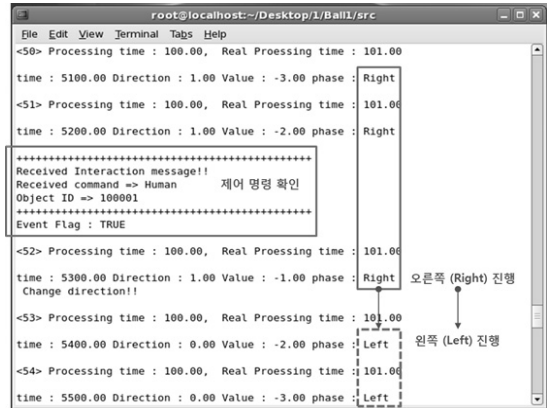 root@localhost:~/Desktop/1/Ball1/src
File Edit View Terminal Tabs Help
<50> Processing time : 100.00, Real Proessing time : 101.00
time : 5100.00 Direction : 1.00 Value : -3.00 phase : Right
<51> Processing time : 100.00, Real Proessing time : 101.00
time : 5200.00 Direction : 1.00 Value : -2.00 phase : Right
++++++++++++++++++++++++++++++++++++++++++++++++
Received Interaction message!!
Received command => Human 제어 명령 확인
Object ID => 100001
++++++++++++++++++++++++++++++++++++++++++++++++
Event Flag : TRUE
<52> Processing time : 100.00, Real Proessing time : 101.00
time : 5300.00 Direction : 1.00 Value : -1.00 phase : Right 오른쪽 (Right) 진행
Change direction!!
<53> Processing time : 100.00, Real Proessing time : 101.00
time : 5400.00 Direction : 0.00 Value : -2.00 phase : Left 왼쪽 (Left) 진행
<54> Processing time : 100.00, Real Proessing time : 101.00
time : 5500.00 Direction : 0.00 Value : -3.00 phase : Left